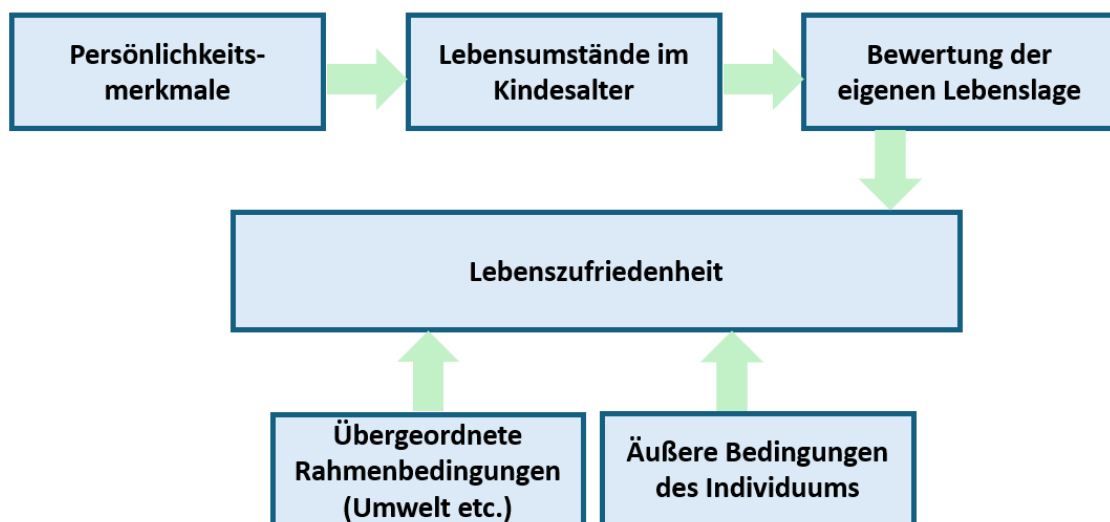 Persönlichkeits-
merkmale
Lebensumstände im
Kindesalter
Bewertung der
eigenen Lebenslage
Lebenszufriedenheit
Übergeordnete
Rahmenbedingungen
(Umwelt etc.)
Äußere Bedingungen
des Individuums